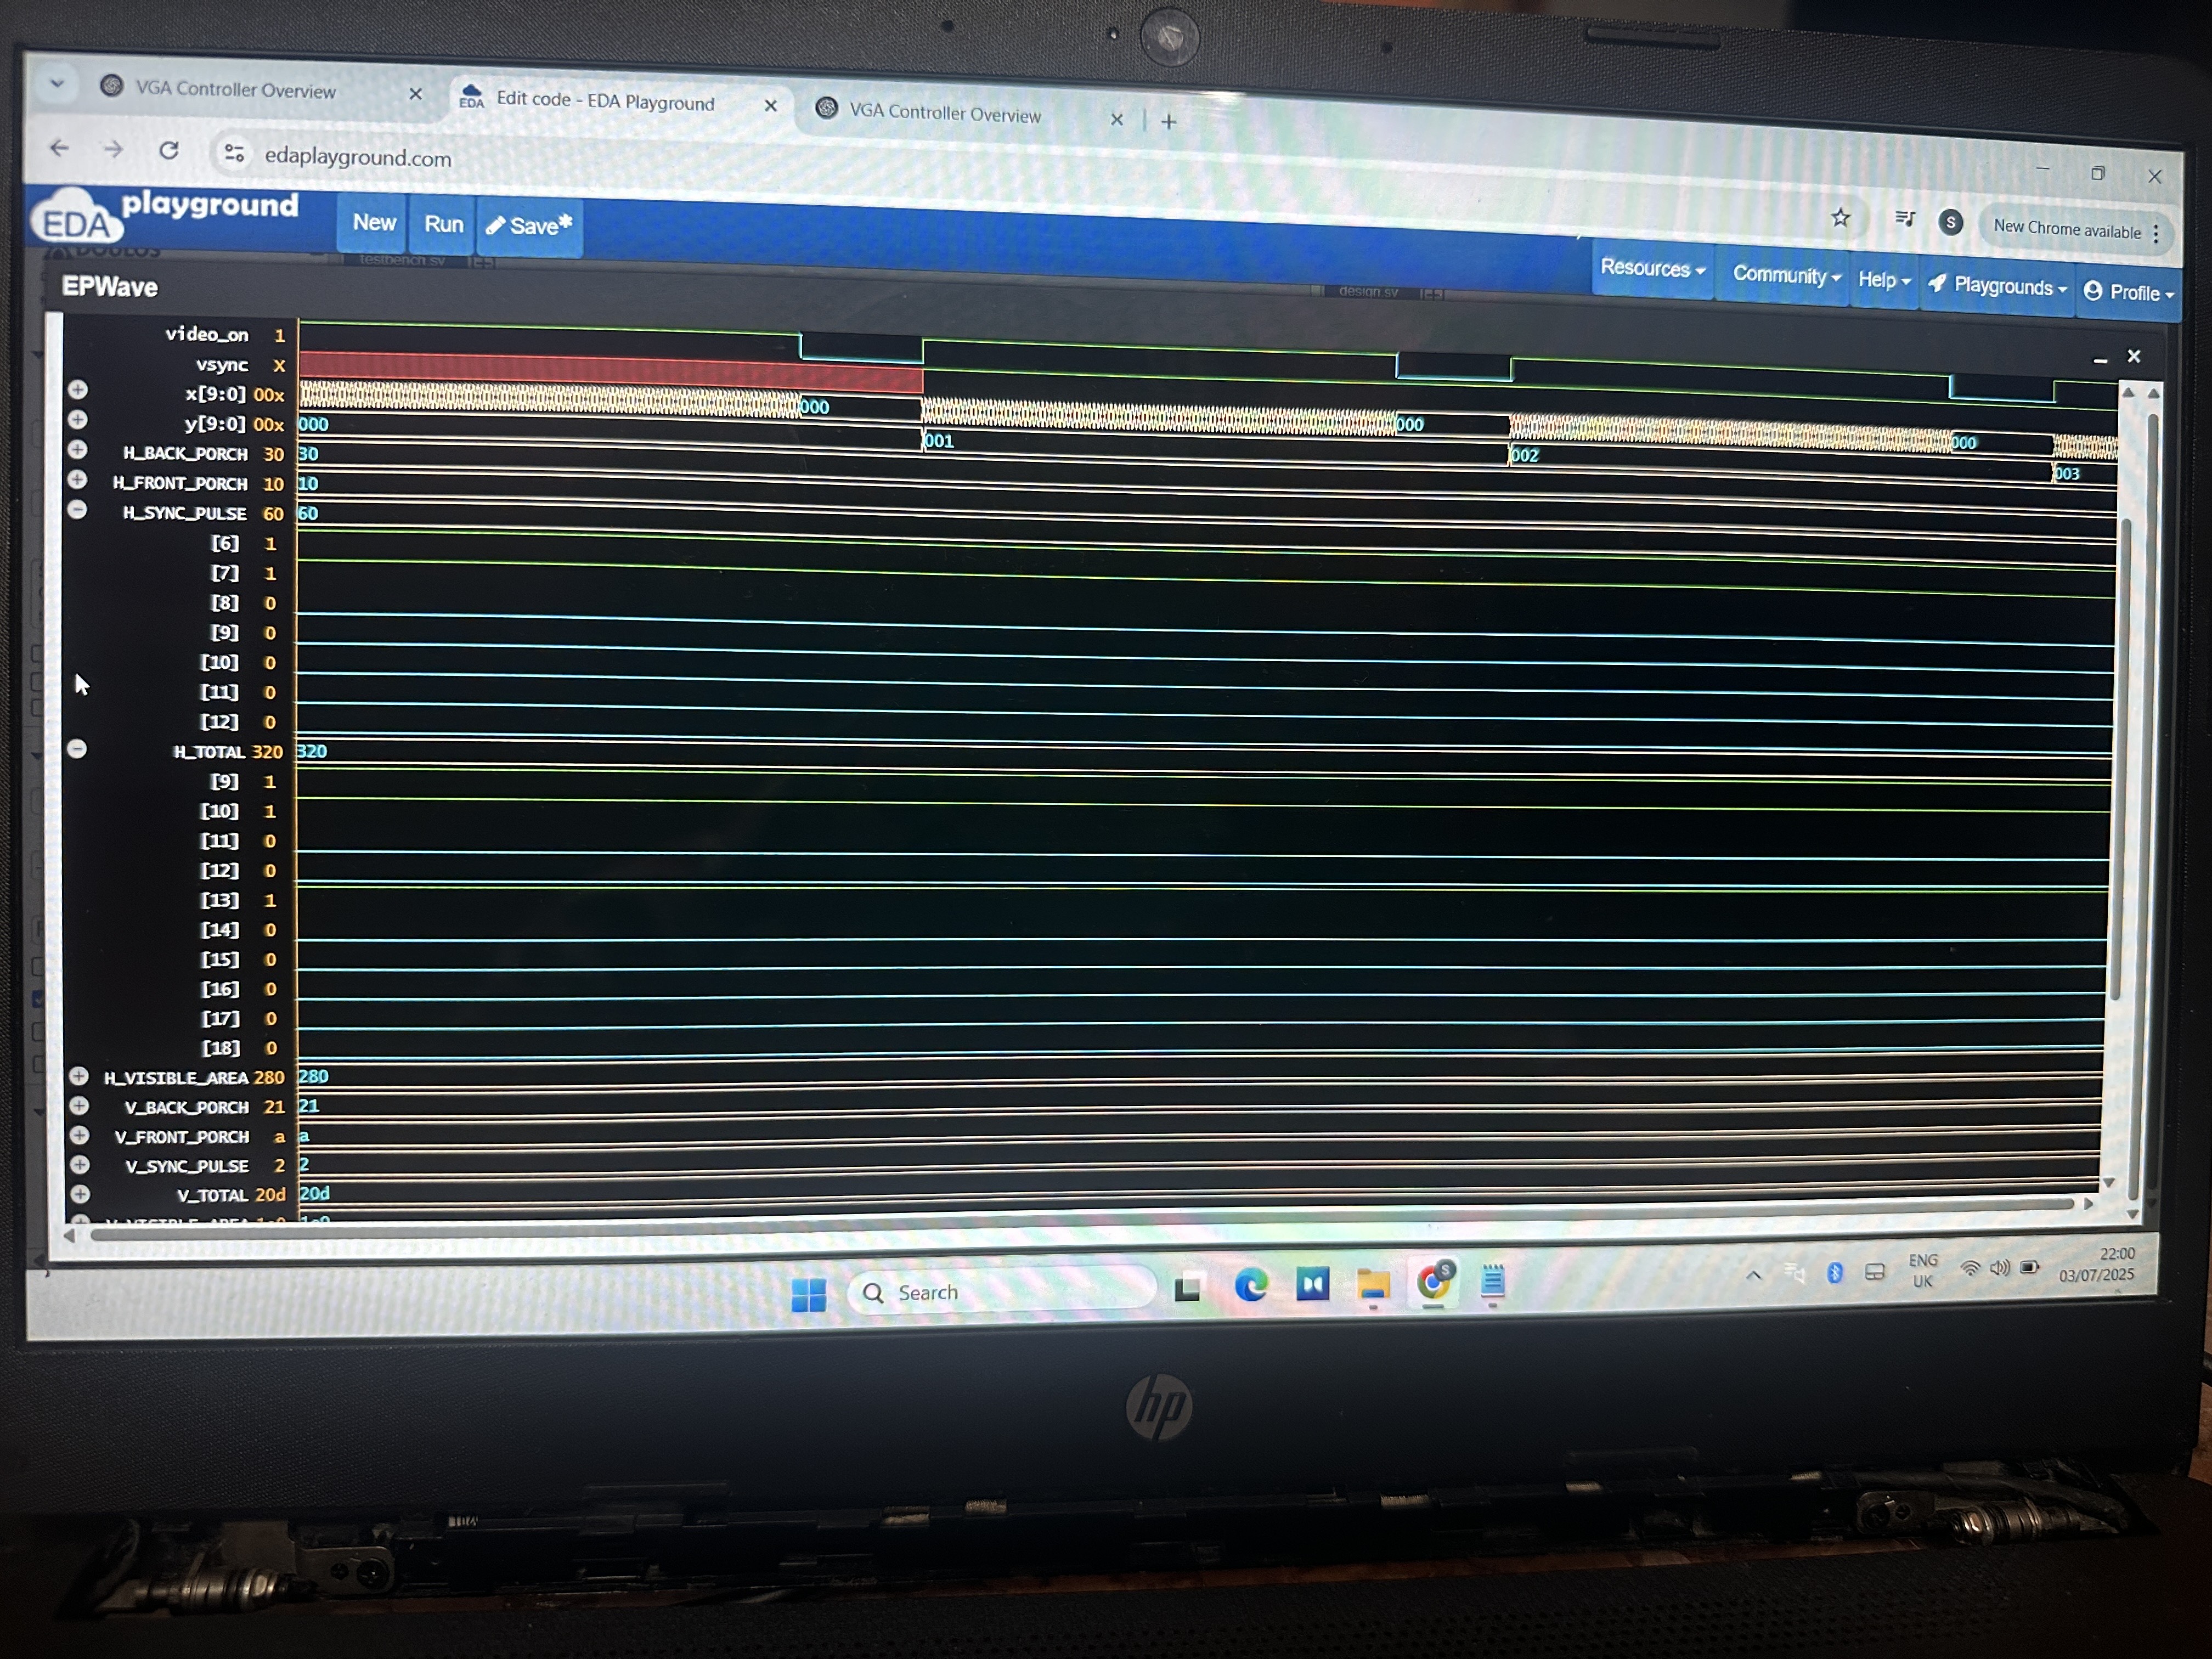 VGA Controller Overview
Edit code - EDA Playground
VGA Controller Overview
edaplayground.com
New Chrome available
EDA playground
New
Run
Save*
Resources
Community
Help
Playgrounds
Profile
testbench.sv
design.sv
EPWave
video_on 1
vsync X
x[9:0] 00x 000 000 000
y[9:0] 00x 000 001 002 003
H_BACK_PORCH 30 30
H_FRONT_PORCH 10 10
H_SYNC_PULSE 60 60
[6] 1
[7] 1
[8] 0
[9] 0
[10] 0
[11] 0
[12] 0
H_TOTAL 320 320
[9] 1
[10] 1
[11] 0
[12] 0
[13] 1
[14] 0
[15] 0
[16] 0
[17] 0
[18] 0
H_VISIBLE_AREA 280 280
V_BACK_PORCH 21 21
V_FRONT_PORCH a a
V_SYNC_PULSE 2 2
V_TOTAL 20d 20d
Search
ENG
UK
22:00
03/07/2025
hp